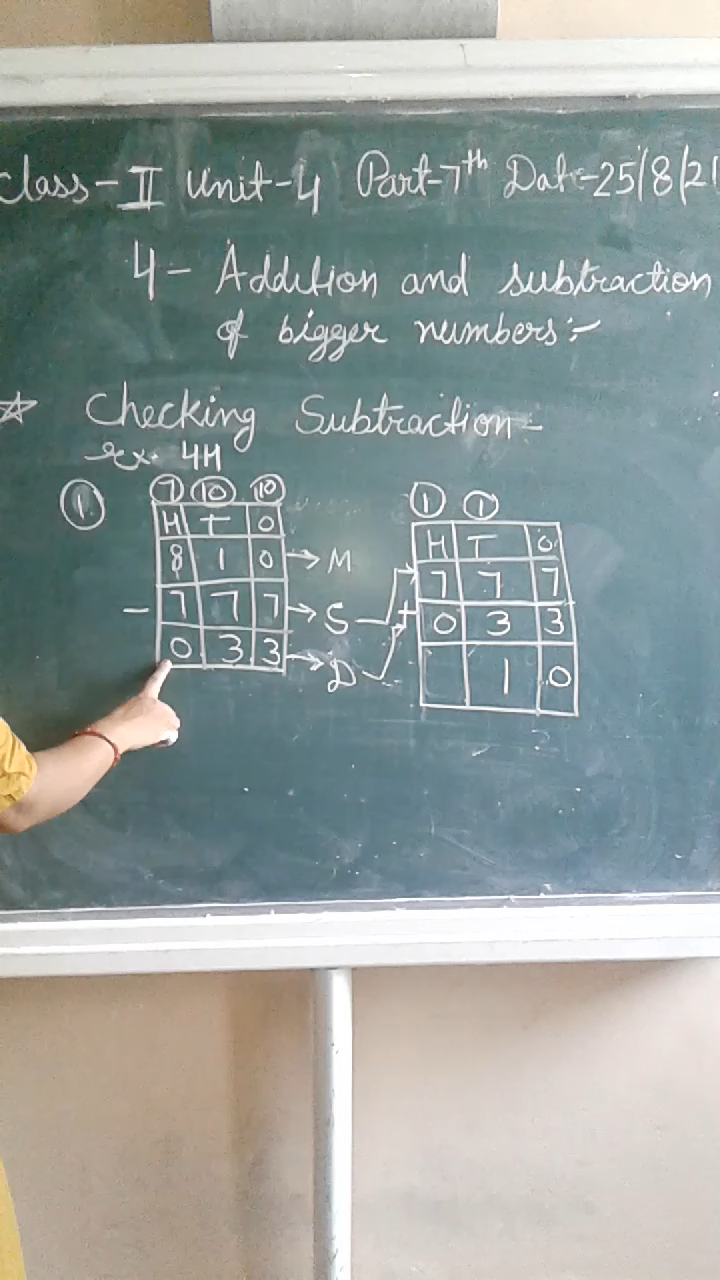 Class-II Unit-4 Part-7th Date-25/8/21
4- Addition and subtraction
of bigger numbers:-
☆ Checking Subtraction-
Ex. 4H
① ⑦ ⑩ ⑩
H T O
8 1 0 → M
- 7 7 7 → S
0 3 3 → D
① ①
H T O
7 7 7
+ 0 3 3
1 0